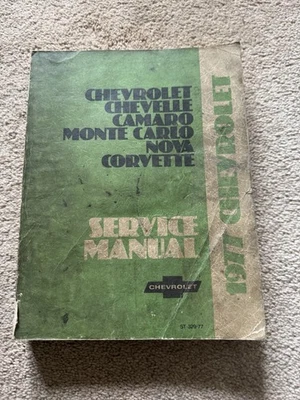 CHEVROLET
CHEVELLE
CAMARO
MONTE CARLO
NOVA
CORVETTE
SERVICE
MANUAL
CHEVROLET
1977 CHEVROLET